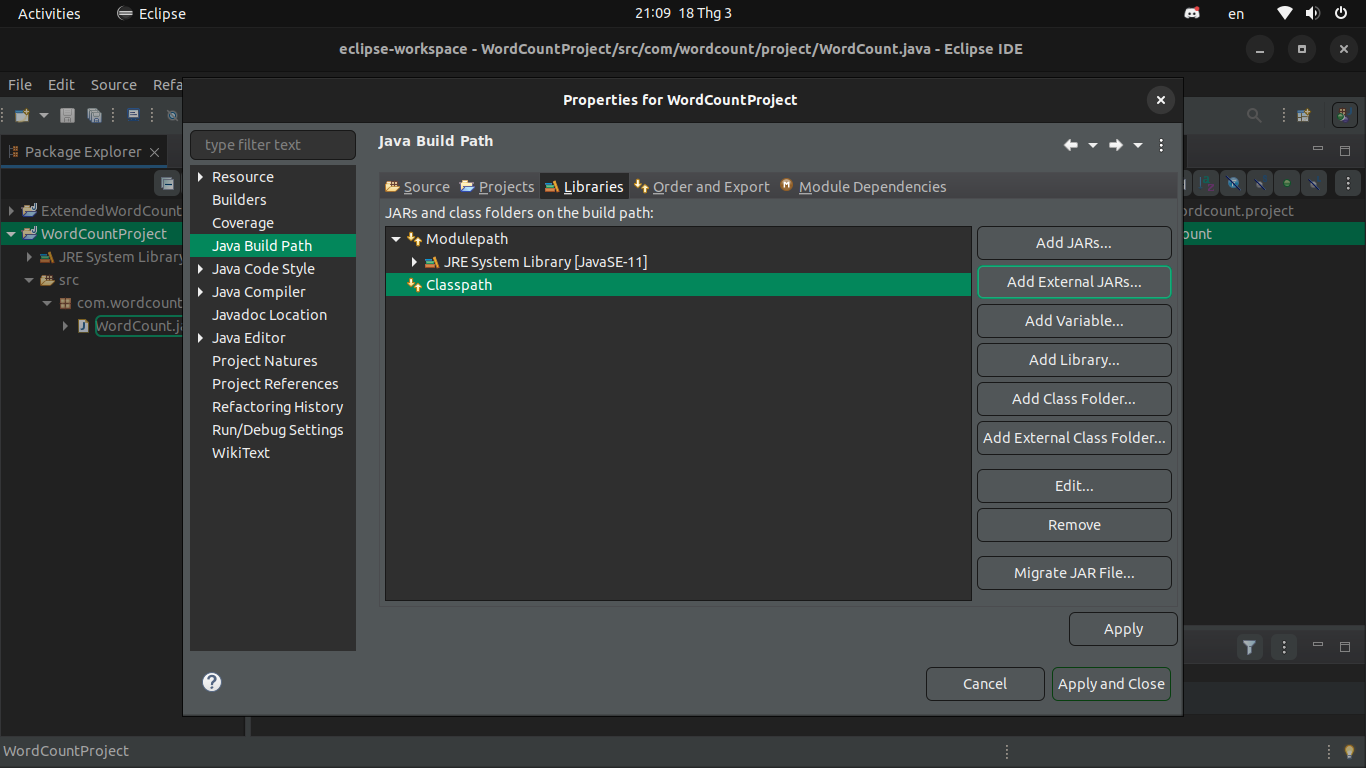 Activities Eclipse 21:09 18 Thg 3 en
eclipse-workspace - WordCountProject/src/com/wordcount/project/WordCount.java - Eclipse IDE
File Edit Source Refa
Properties for WordCountProject
Package Explorer
ExtendedWordCount
WordCountProject
JRE System Library
src
com.wordcount
WordCount.ja
type filter text
Resource
Builders
Coverage
Java Build Path
Java Code Style
Java Compiler
Javadoc Location
Java Editor
Project Natures
Project References
Refactoring History
Run/Debug Settings
WikiText
Java Build Path
Source Projects Libraries Order and Export Module Dependencies
JARs and class folders on the build path:
Modulepath
JRE System Library [JavaSE-11]
Classpath
Add JARs...
Add External JARs...
Add Variable...
Add Library...
Add Class Folder...
Add External Class Folder...
Edit...
Remove
Migrate JAR File...
Apply
Cancel Apply and Close
ordcount.project
ount
WordCountProject